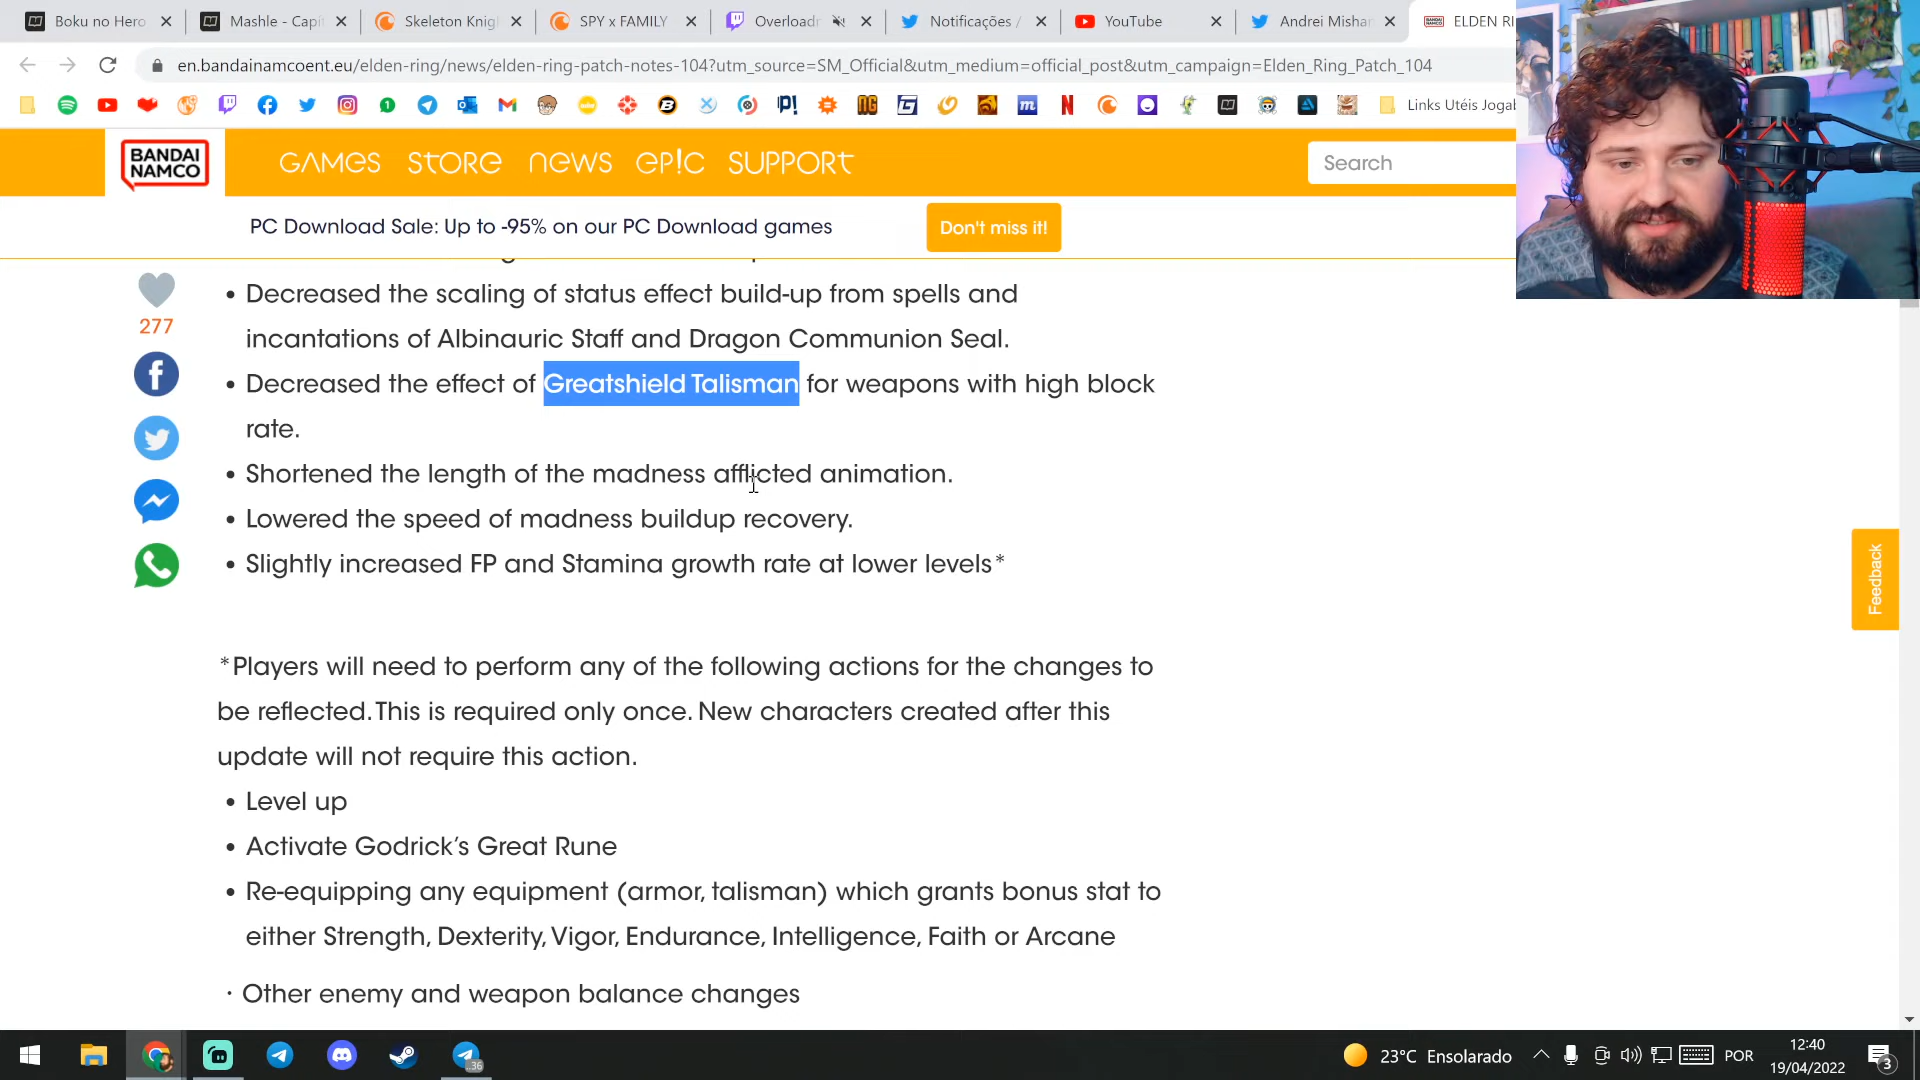 Boku no Hero
Mashle - Capí
Skeleton Knig
SPY x FAMILY
Overloadr
Notificações /
YouTube
Andrei Misha
ELDEN RI
en.bandainamcoent.eu/elden-ring/news/elden-ring-patch-notes-104?utm_source=SM_Official&utm_medium=official_post&utm_campaign=Elden_Ring_Patch_104
Links Utéis Jogab
BANDAI
NAMCO
GAMES STORE NEWS EP!C SUPPORT
Search
PC Download Sale: Up to -95% on our PC Download games
Don't miss it!
277
• Decreased the scaling of status effect build-up from spells and
incantations of Albinauric Staff and Dragon Communion Seal.
• Decreased the effect of Greatshield Talisman for weapons with high block
rate.
• Shortened the length of the madness afflicted animation.
• Lowered the speed of madness buildup recovery.
• Slightly increased FP and Stamina growth rate at lower levels*
Feedback
*Players will need to perform any of the following actions for the changes to
be reflected. This is required only once. New characters created after this
update will not require this action.
• Level up
• Activate Godrick's Great Rune
• Re-equipping any equipment (armor, talisman) which grants bonus stat to
either Strength, Dexterity, Vigor, Endurance, Intelligence, Faith or Arcane
· Other enemy and weapon balance changes
36
23°C Ensolarado
POR
12:40
19/04/2022
3